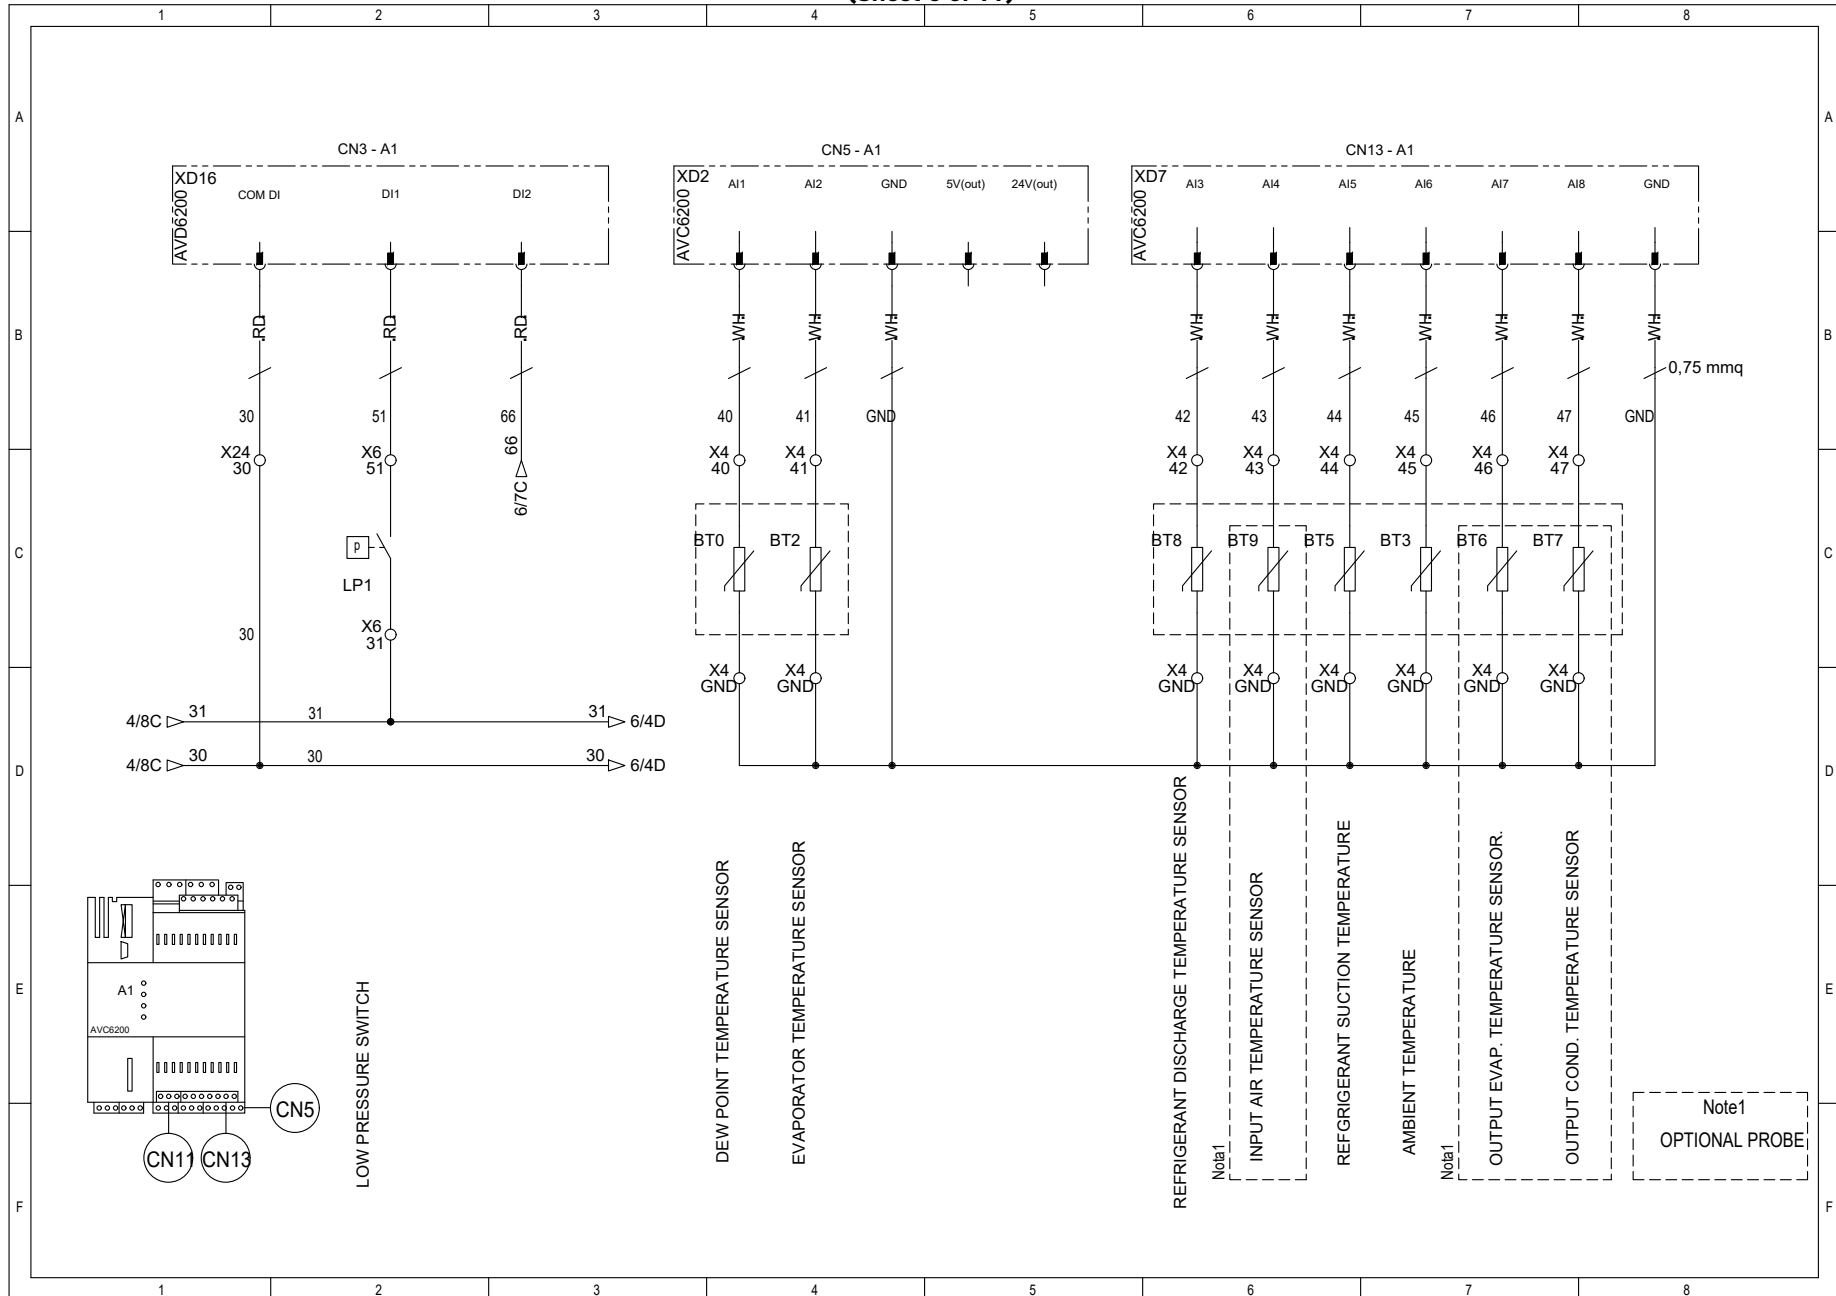 1 2 3 4 5 6 7 8
A A
CN3 - A1 CN5 - A1 CN13 - A1
XD16 XD2 XD7
COM DI DI1 DI2
AI1 AI2 GND 5V(out) 24V(out)
AI3 AI4 AI5 AI6 AI7 AI8 GND
AVD6200 AVC6200 AVC6200
RD RD RD WH WH WH WH WH WH WH WH WH WH
B B
0,75 mmq
30 51 66 40 41 GND 42 43 44 45 46 47 GND
66
X24 X6 X4 X4 X4 X4 X4 X4 X4 X4
30 51 40 41 42 43 44 45 46 47
6/7C
BT0 BT2 BT8 BT9 BT5 BT3 BT6 BT7
P
C C
LP1
30
X6
31
X4 X4 X4 X4 X4 X4 X4 X4
GND GND GND GND GND GND GND GND
4/8C 31 31 31 6/4D
4/8C 30 30 30 6/4D
D D
LOW PRESSURE SWITCH
DEW POINT TEMPERATURE SENSOR
EVAPORATOR TEMPERATURE SENSOR
REFRIGERANT DISCHARGE TEMPERATURE SENSOR
Nota1
INPUT AIR TEMPERATURE SENSOR
REFGRIGERANT SUCTION TEMPERATURE
AMBIENT TEMPERATURE
Nota1
OUTPUT EVAP. TEMPERATURE SENSOR.
OUTPUT COND. TEMPERATURE SENSOR
A1
E E
AVC6200
CN5
CN11 CN13
Note1
OPTIONAL PROBE
F F
1 2 3 4 5 6 7 8